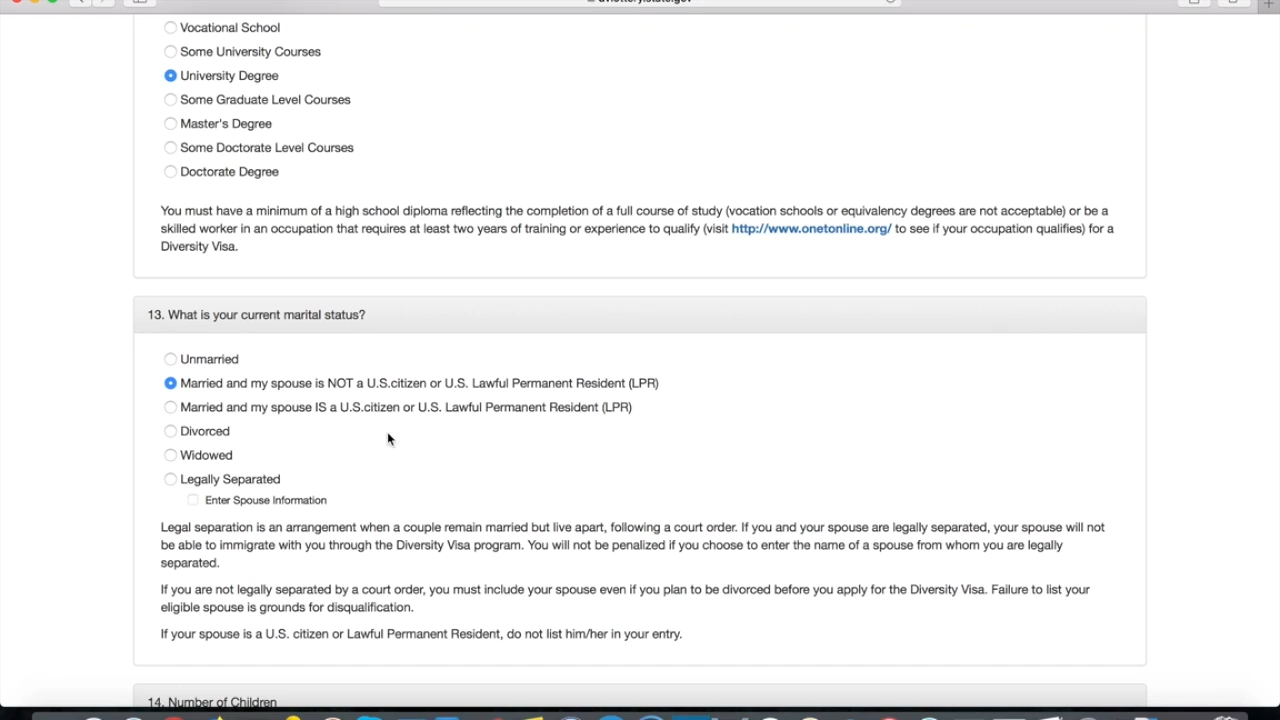 Vocational School
Some University Courses
University Degree
Some Graduate Level Courses
Master's Degree
Some Doctorate Level Courses
Doctorate Degree
You must have a minimum of a high school diploma reflecting the completion of a full course of study (vocation schools or equivalency degrees are not acceptable) or be a
skilled worker in an occupation that requires at least two years of training or experience to qualify (visit http://www.onetonline.org/ to see if your occupation qualifies) for a
Diversity Visa.
13. What is your current marital status?
Unmarried
Married and my spouse is NOT a U.S.citizen or U.S. Lawful Permanent Resident (LPR)
Married and my spouse IS a U.S.citizen or U.S. Lawful Permanent Resident (LPR)
Divorced
Widowed
Legally Separated
Enter Spouse Information
Legal separation is an arrangement when a couple remain married but live apart, following a court order. If you and your spouse are legally separated, your spouse will not
be able to immigrate with you through the Diversity Visa program. You will not be penalized if you choose to enter the name of a spouse from whom you are legally
separated.
If you are not legally separated by a court order, you must include your spouse even if you plan to be divorced before you apply for the Diversity Visa. Failure to list your
eligible spouse is grounds for disqualification.
If your spouse is a U.S. citizen or Lawful Permanent Resident, do not list him/her in your entry.
14. Number of Children